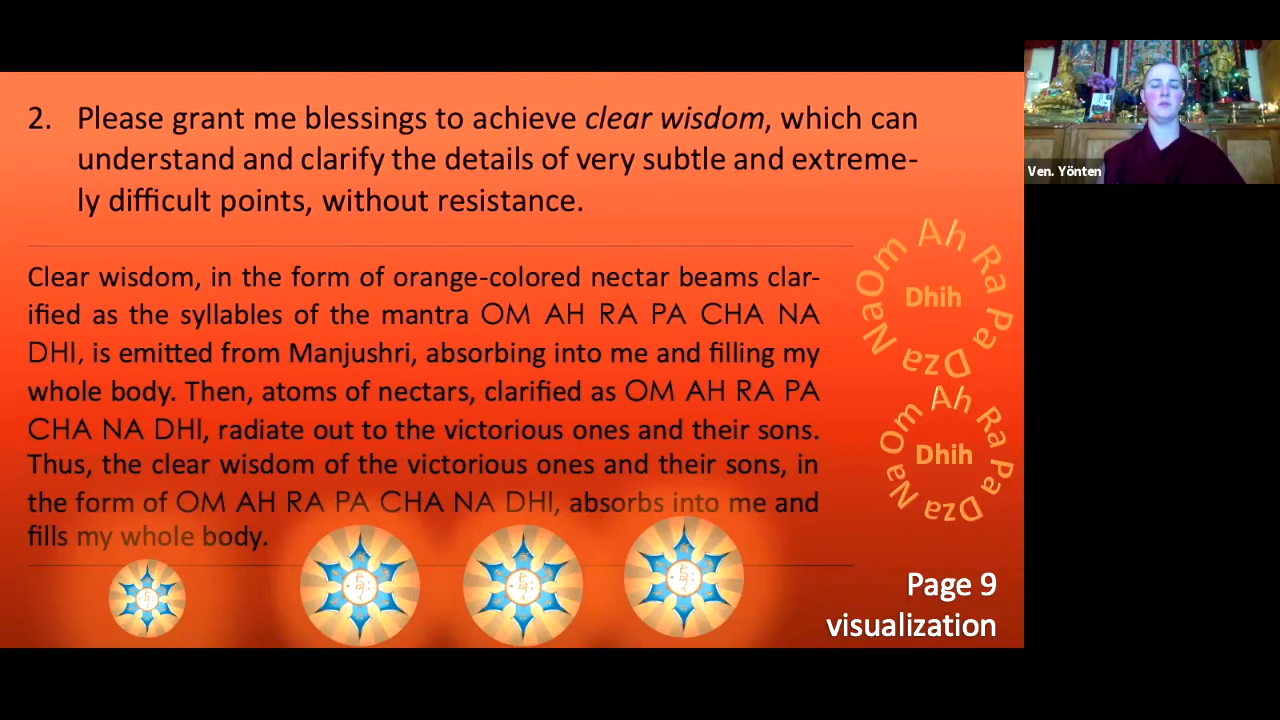 2. Please grant me blessings to achieve clear wisdom, which can
understand and clarify the details of very subtle and extreme-
ly difficult points, without resistance.
Clear wisdom, in the form of orange-colored nectar beams clar-
ified as the syllables of the mantra OM AH RA PA CHA NA
DHI, is emitted from Manjushri, absorbing into me and filling my
whole body. Then, atoms of nectars, clarified as OM AH RA PA
CHA NA DHI, radiate out to the victorious ones and their sons.
Thus, the clear wisdom of the victorious ones and their sons, in
the form of OM AH RA PA CHA NA DHI, absorbs into me and
fills my whole body.
Om Ah Ra Pa Dza Na
Dhih
Om Ah Ra Pa Dza Na
Dhih
Page 9
visualization
Ven. Yönten